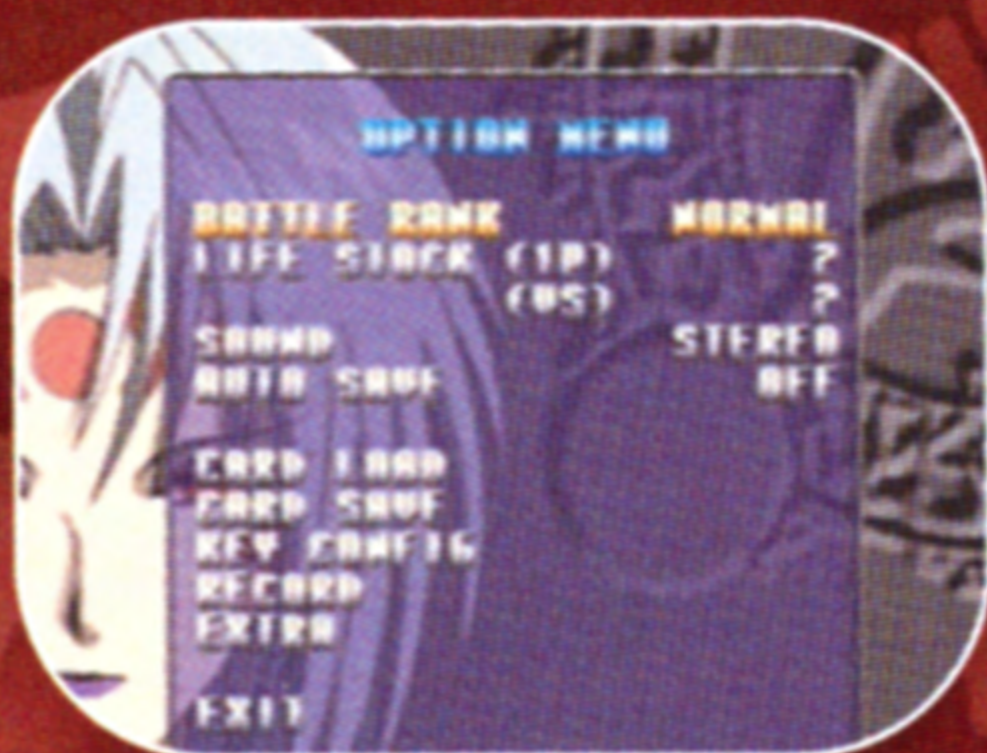 OPTION MENU
BATTLE RANK NORMAL
LIFE STOCK (1P) ?
(VS) ?
SOUND STEREO
AUTO SAVE OFF
CARD LOAD
CARD SAVE
KEY CONFIG
RECORD
EXTRA
EXIT